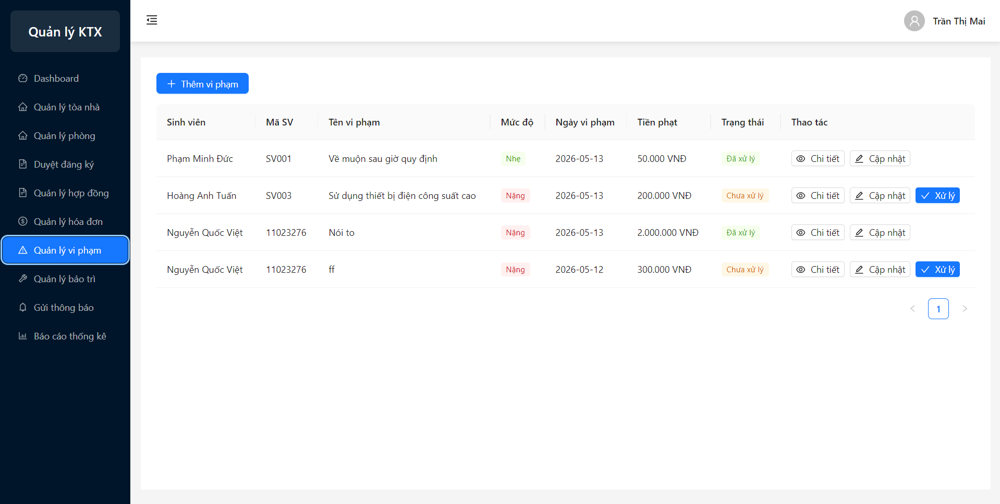 Quản lý KTX
Trần Thị Mai
Dashboard
Quản lý tòa nhà
Quản lý phòng
Duyệt đăng ký
Quản lý hợp đồng
Quản lý hóa đơn
Quản lý vi phạm
Quản lý bảo trì
Gửi thông báo
Báo cáo thống kê
Thêm vi phạm
Sinh viên Mã SV Tên vi phạm Mức độ Ngày vi phạm Tiền phạt Trạng thái Thao tác
Phạm Minh Đức SV001 Về muộn sau giờ quy định Nhẹ 2026-05-13 50.000 VNĐ Đã xử lý Chi tiết Cập nhật
Hoàng Anh Tuấn SV003 Sử dụng thiết bị điện công suất cao Nặng 2026-05-13 200.000 VNĐ Chưa xử lý Chi tiết Cập nhật Xử lý
Nguyễn Quốc Việt 11023276 Nói to Nặng 2026-05-13 2.000.000 VNĐ Đã xử lý Chi tiết Cập nhật
Nguyễn Quốc Việt 11023276 ff Nặng 2026-05-12 300.000 VNĐ Chưa xử lý Chi tiết Cập nhật Xử lý
1